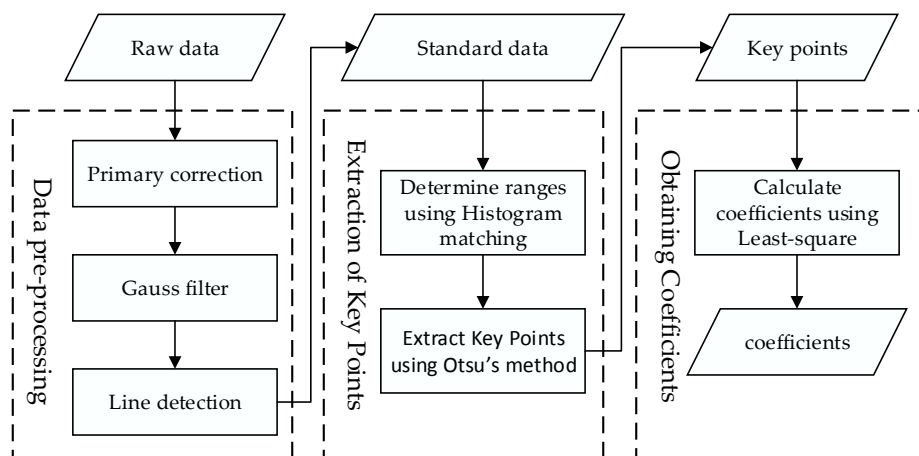 Raw data
Data pre-processing
Primary correction
Gauss filter
Line detection
Standard data
Extraction of Key Points
Determine ranges
using Histogram
matching
Extract Key Points
using Otsu's method
Key points
Obtaining Coefficients
Calculate
coefficients using
Least-square
coefficients